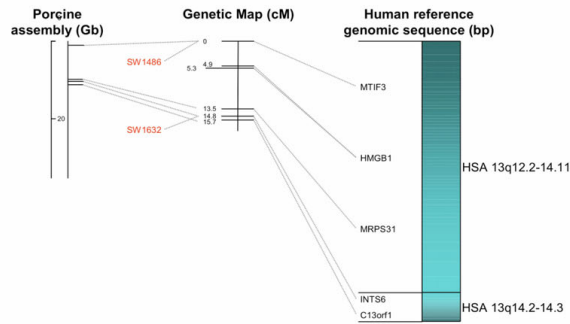 Porcine
assembly (Gb)
Genetic Map (cM)
Human reference
genomic sequence (bp)
0
SW1486
4.9
5.3
MTIF3
20
13.5
14.8
15.7
SW1632
HMGB1
HSA 13q12.2-14.11
MRPS31
INTS6
C13orf1
HSA 13q14.2-14.3